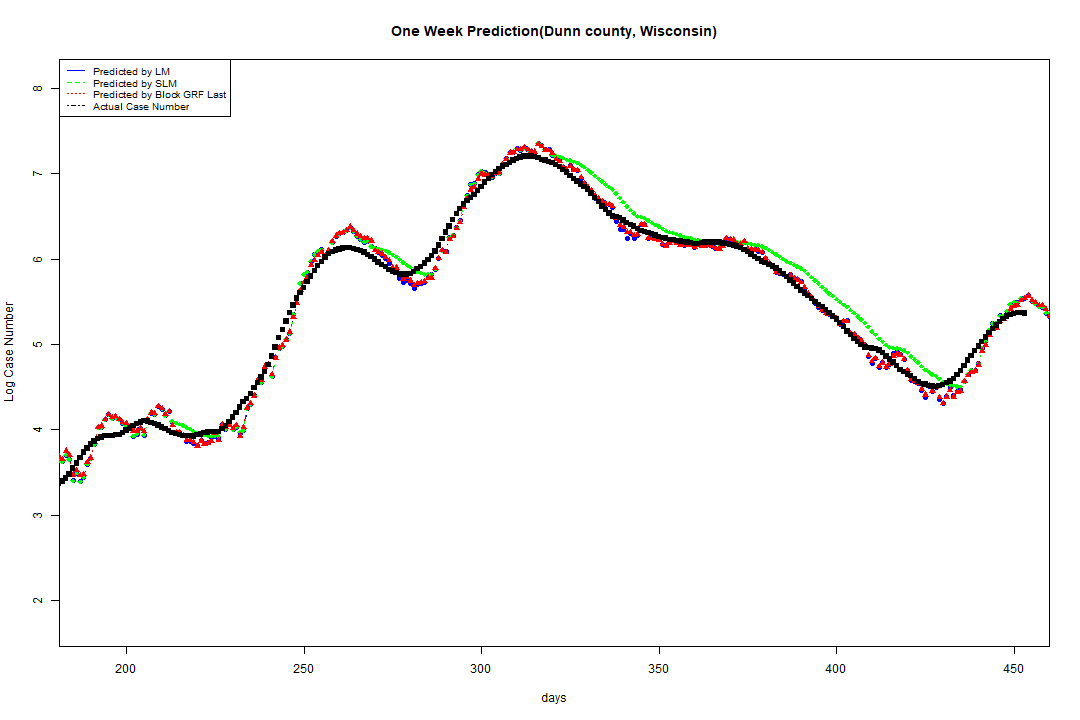 One Week Prediction(Dunn county, Wisconsin)
Predicted by LM
Predicted by SLM
Predicted by Block GRF Last
Actual Case Number
8
7
6
5
4
3
2
Log Case Number
200 250 300 350 400 450
days